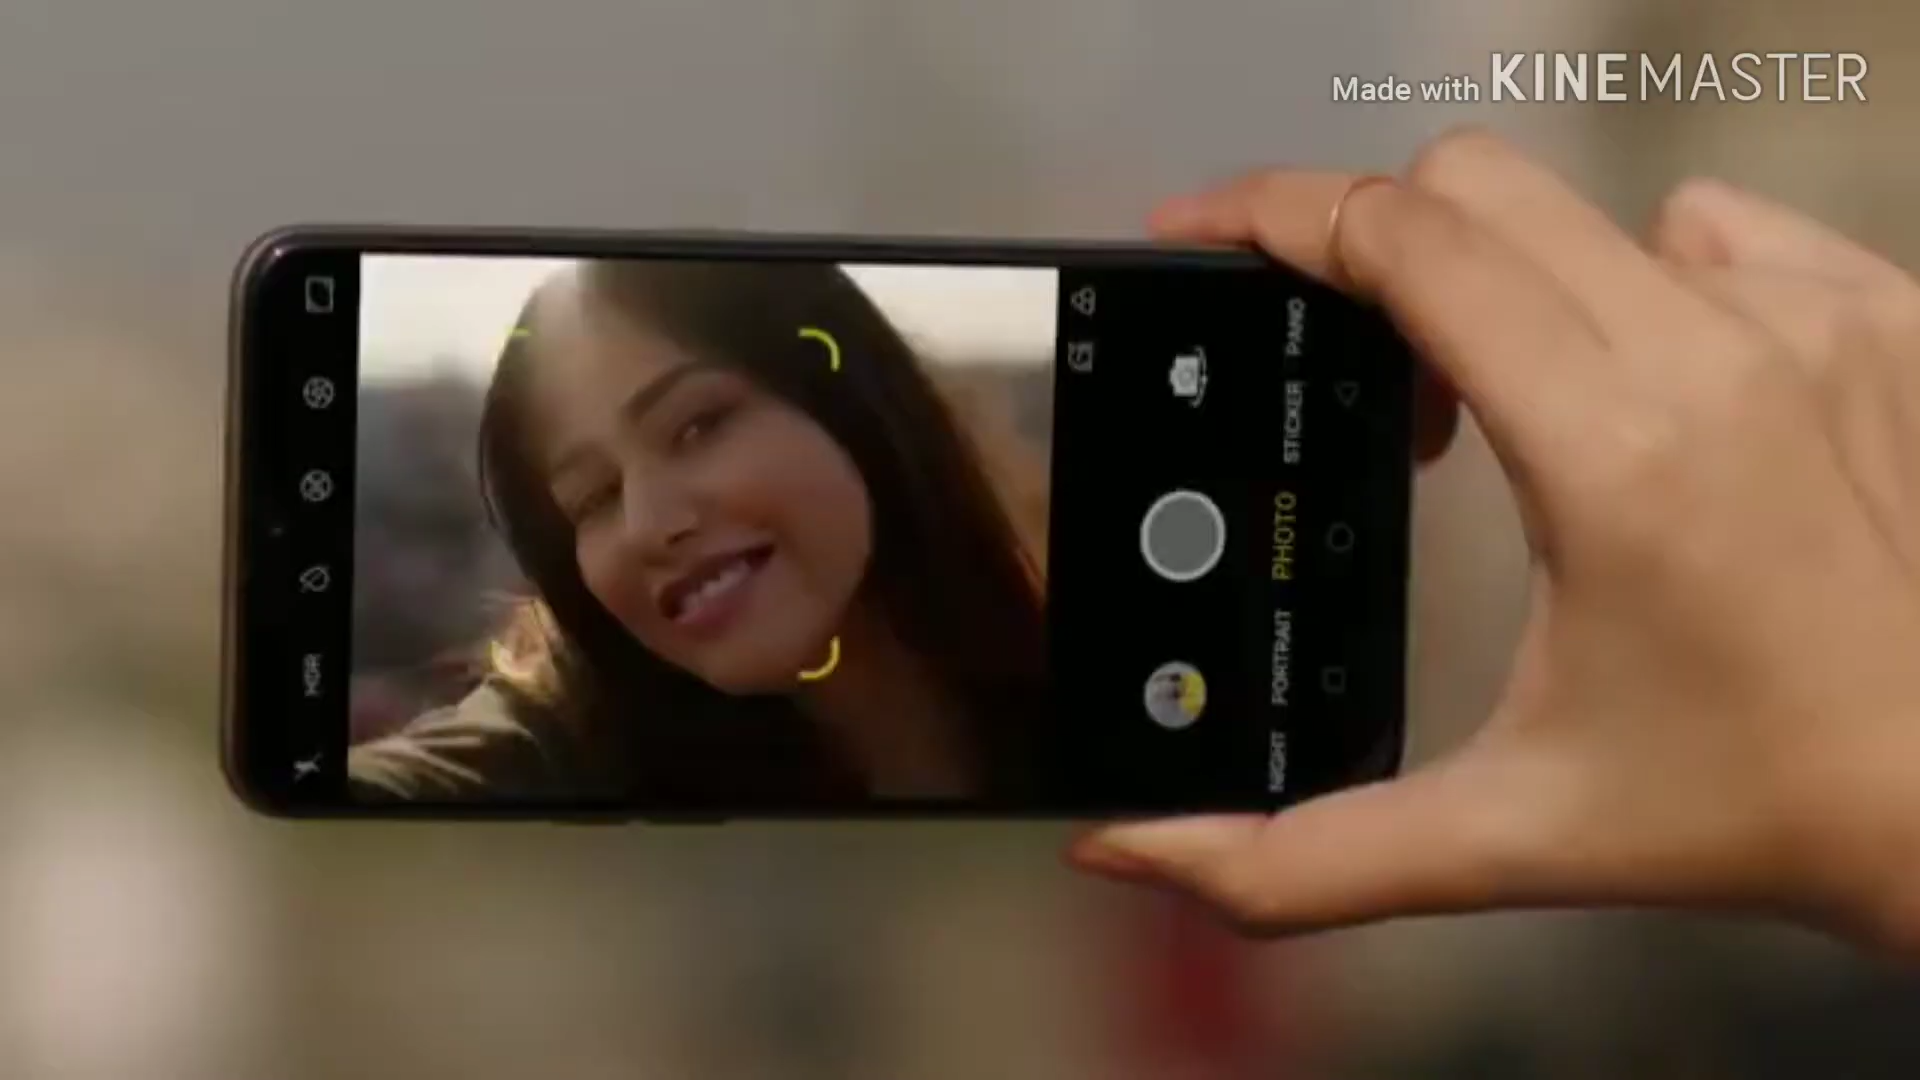 Made with KINEMASTER
PANO
STICKER
PHOTO
PORTRAIT
NIGHT
HDR